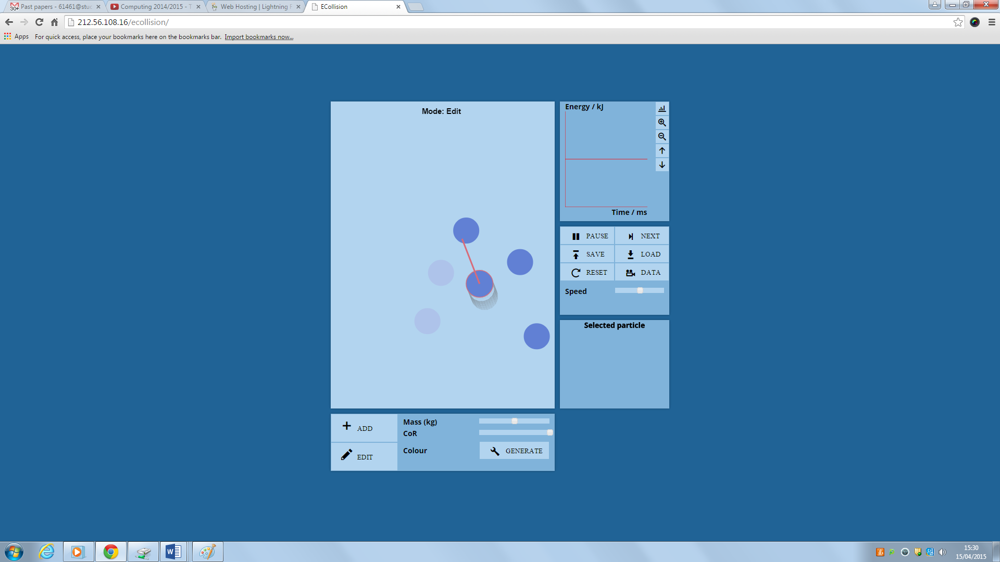 30+ Past papers - 61461@stuc
Computing 2014/2015 - T
Web Hosting | Lightning F
ECollision
212.56.108.16/ecollision/
Apps For quick access, place your bookmarks here on the bookmarks bar. Import bookmarks now...
Mode: Edit
Energy / kJ
Time / ms
PAUSE NEXT
SAVE LOAD
RESET DATA
Speed
Selected particle
ADD
EDIT
Mass (kg)
CoR
Colour GENERATE
15:30
15/04/2015